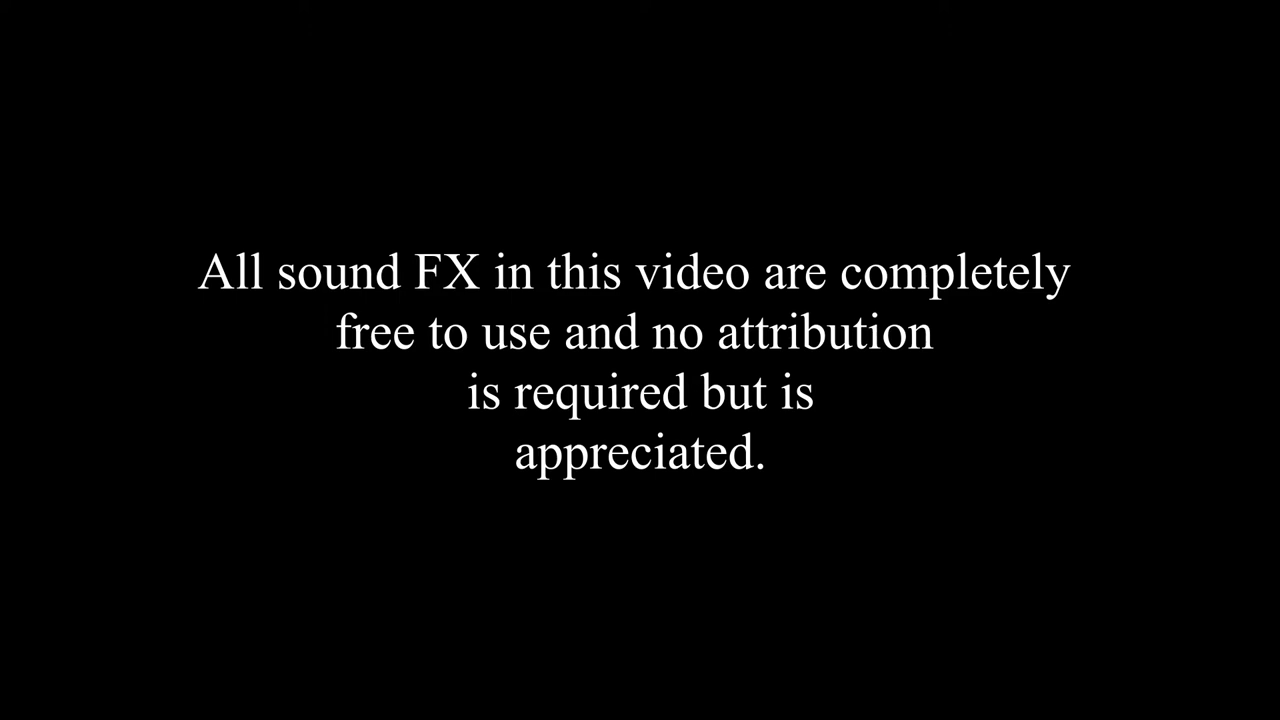 All sound FX in this video are completely
free to use and no attribution
is required but is
appreciated.